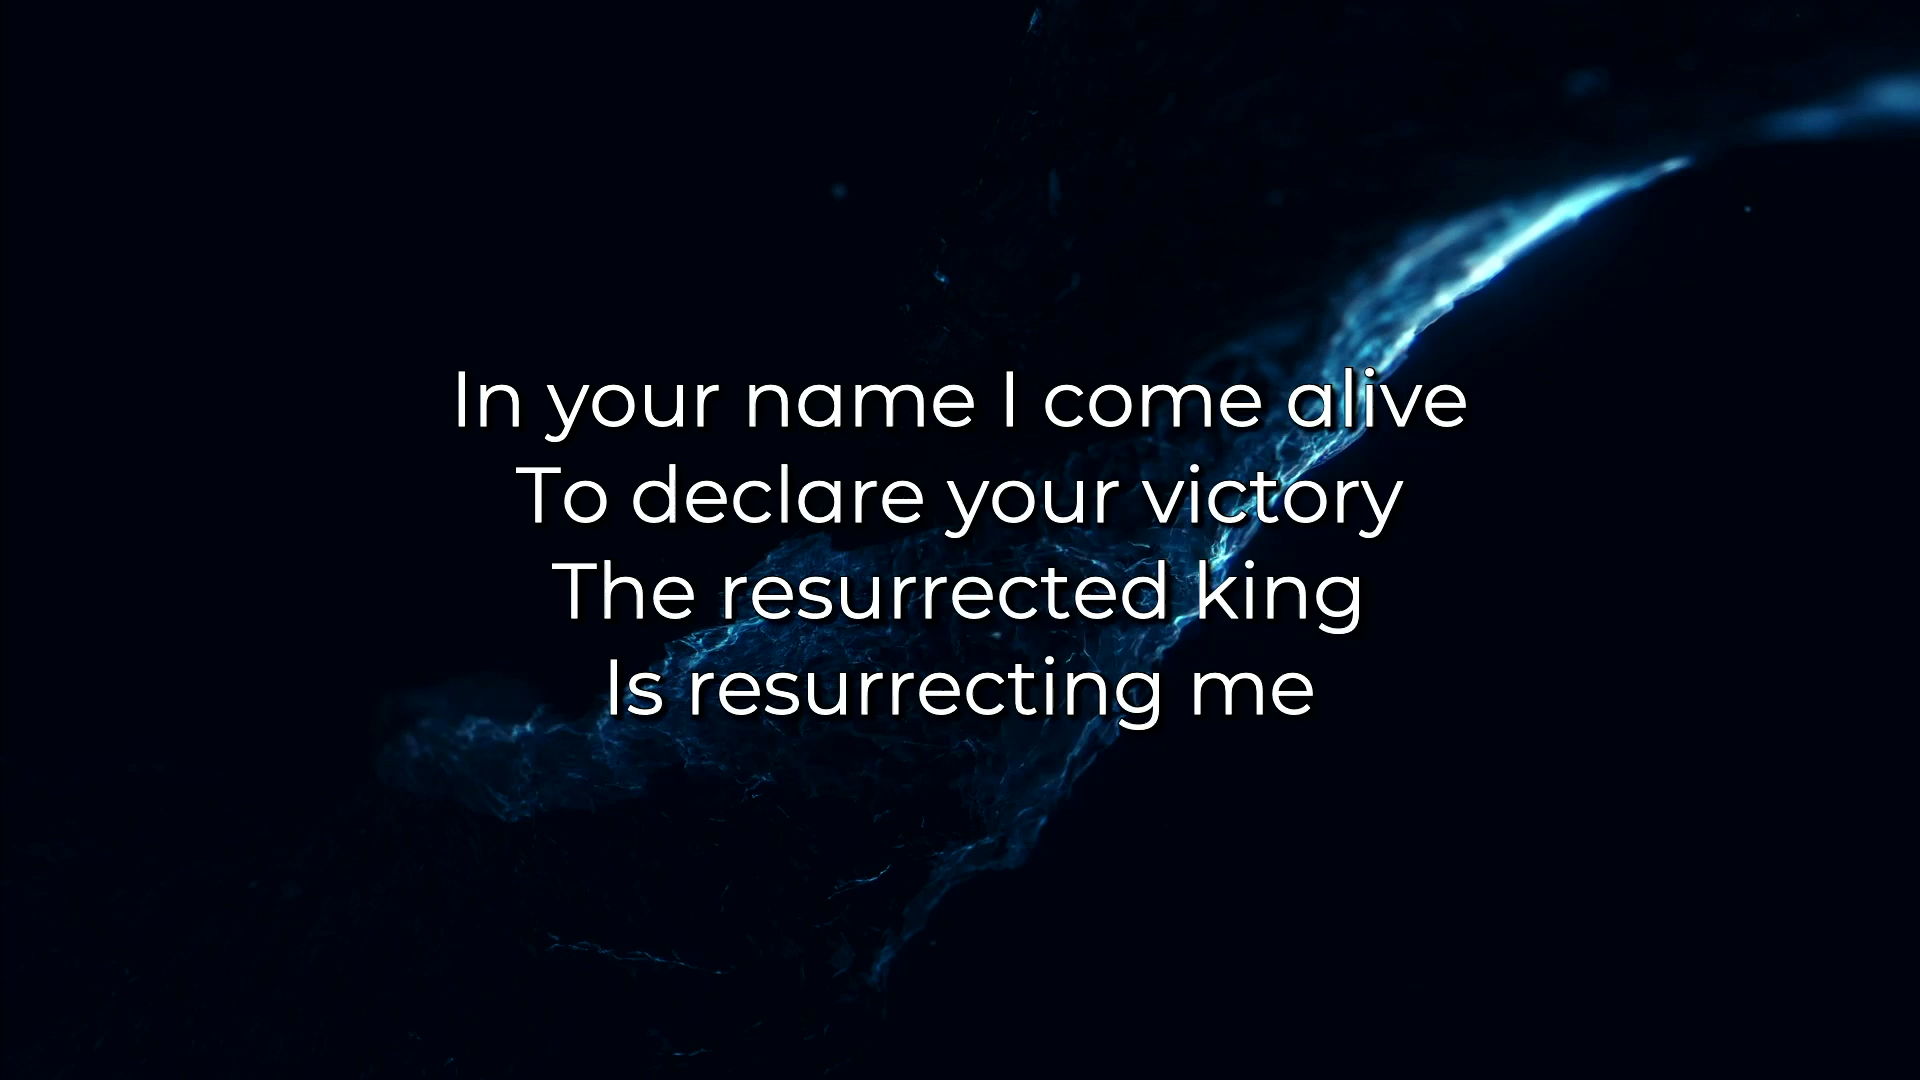 In your name I come alive
To declare your victory
The resurrected king
Is resurrecting me